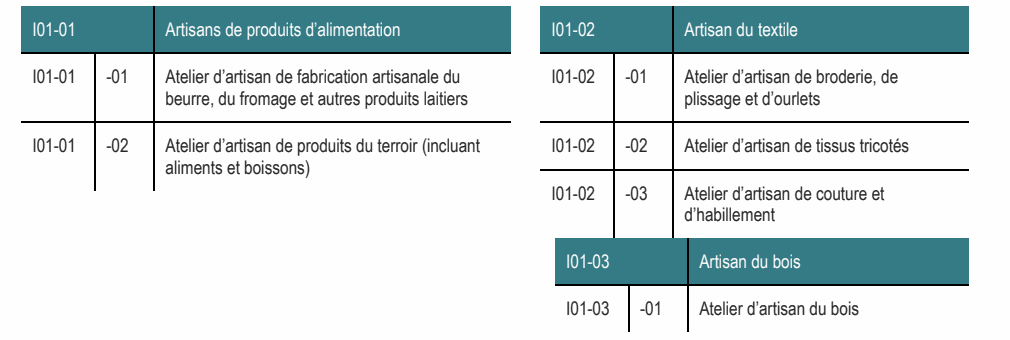 I01-01 Artisans de produits d’alimentation
I01-01 -01 Atelier d’artisan de fabrication artisanale du
beurre, du fromage et autres produits laitiers
I01-01 -02 Atelier d’artisan de produits du terroir (incluant
aliments et boissons)
I01-02 Artisan du textile
I01-02 -01 Atelier d’artisan de broderie, de
plissage et d’ourlets
I01-02 -02 Atelier d’artisan de tissus tricotés
I01-02 -03 Atelier d’artisan de couture et
d’habillement
I01-03 Artisan du bois
I01-03 -01 Atelier d’artisan du bois